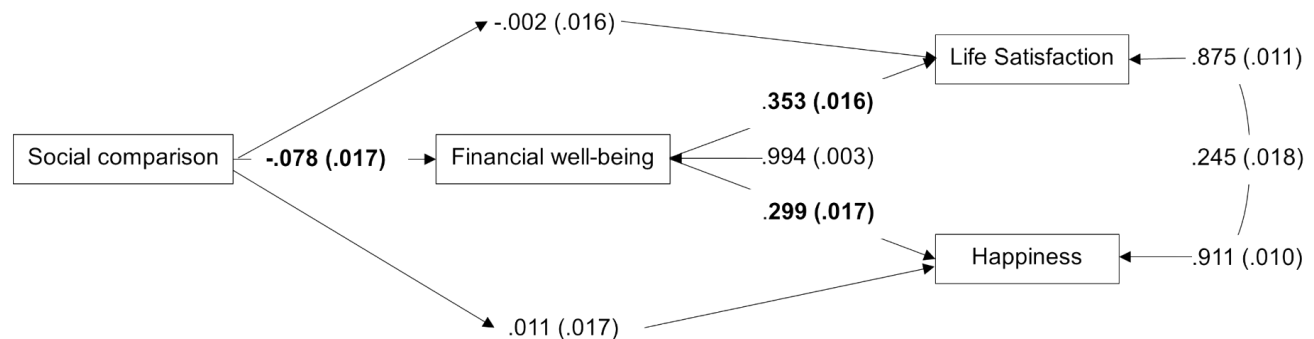 -.002 (.016)
Life Satisfaction
.875 (.011)
.353 (.016)
Social comparison
-.078 (.017)
Financial well-being
.994 (.003)
.245 (.018)
.299 (.017)
Happiness
.911 (.010)
.011 (.017)